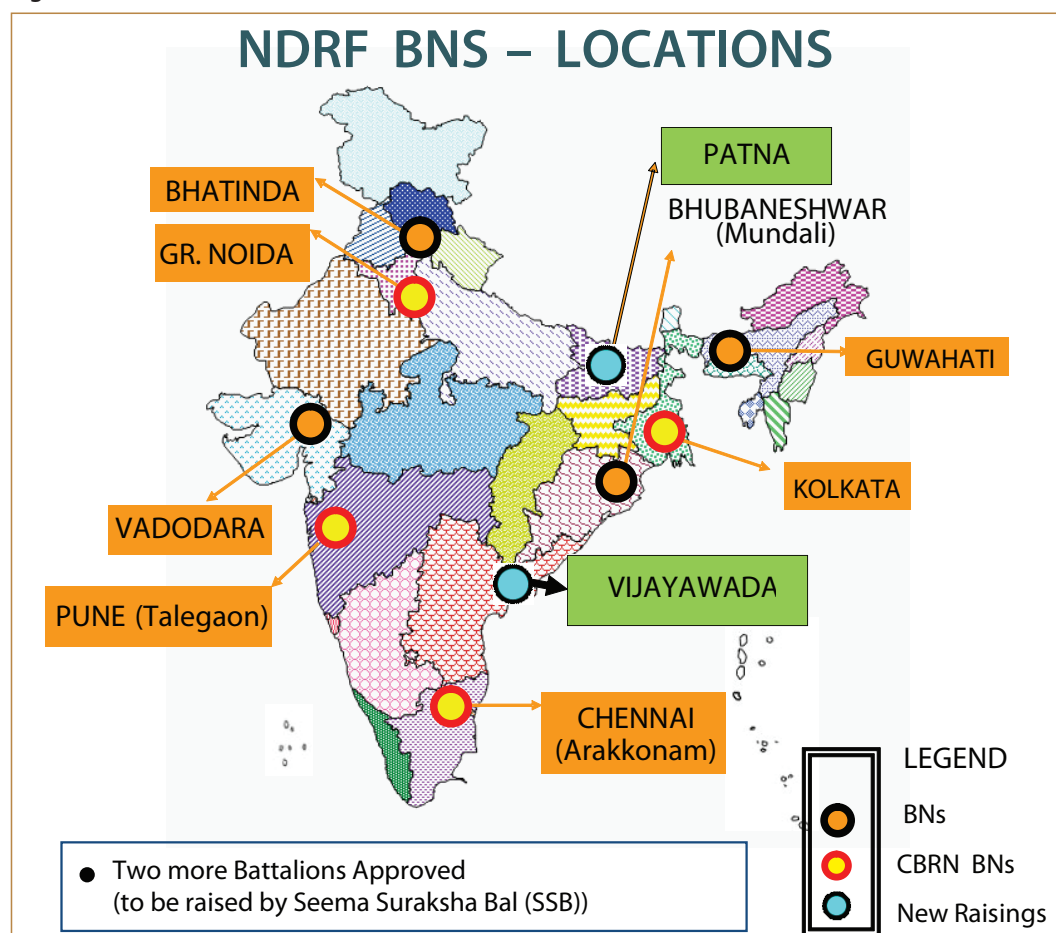 NDRF BNS – LOCATIONS
PATNA
BHATINDA
BHUBANESHWAR
(Mundali)
GR. NOIDA
GUWAHATI
KOLKATA
VADODARA
VIJAYAWADA
PUNE (Talegaon)
CHENNAI
(Arakkonam)
LEGEND
BNs
CBRN BNs
New Raisings
● Two more Battalions Approved
(to be raised by Seema Suraksha Bal (SSB))